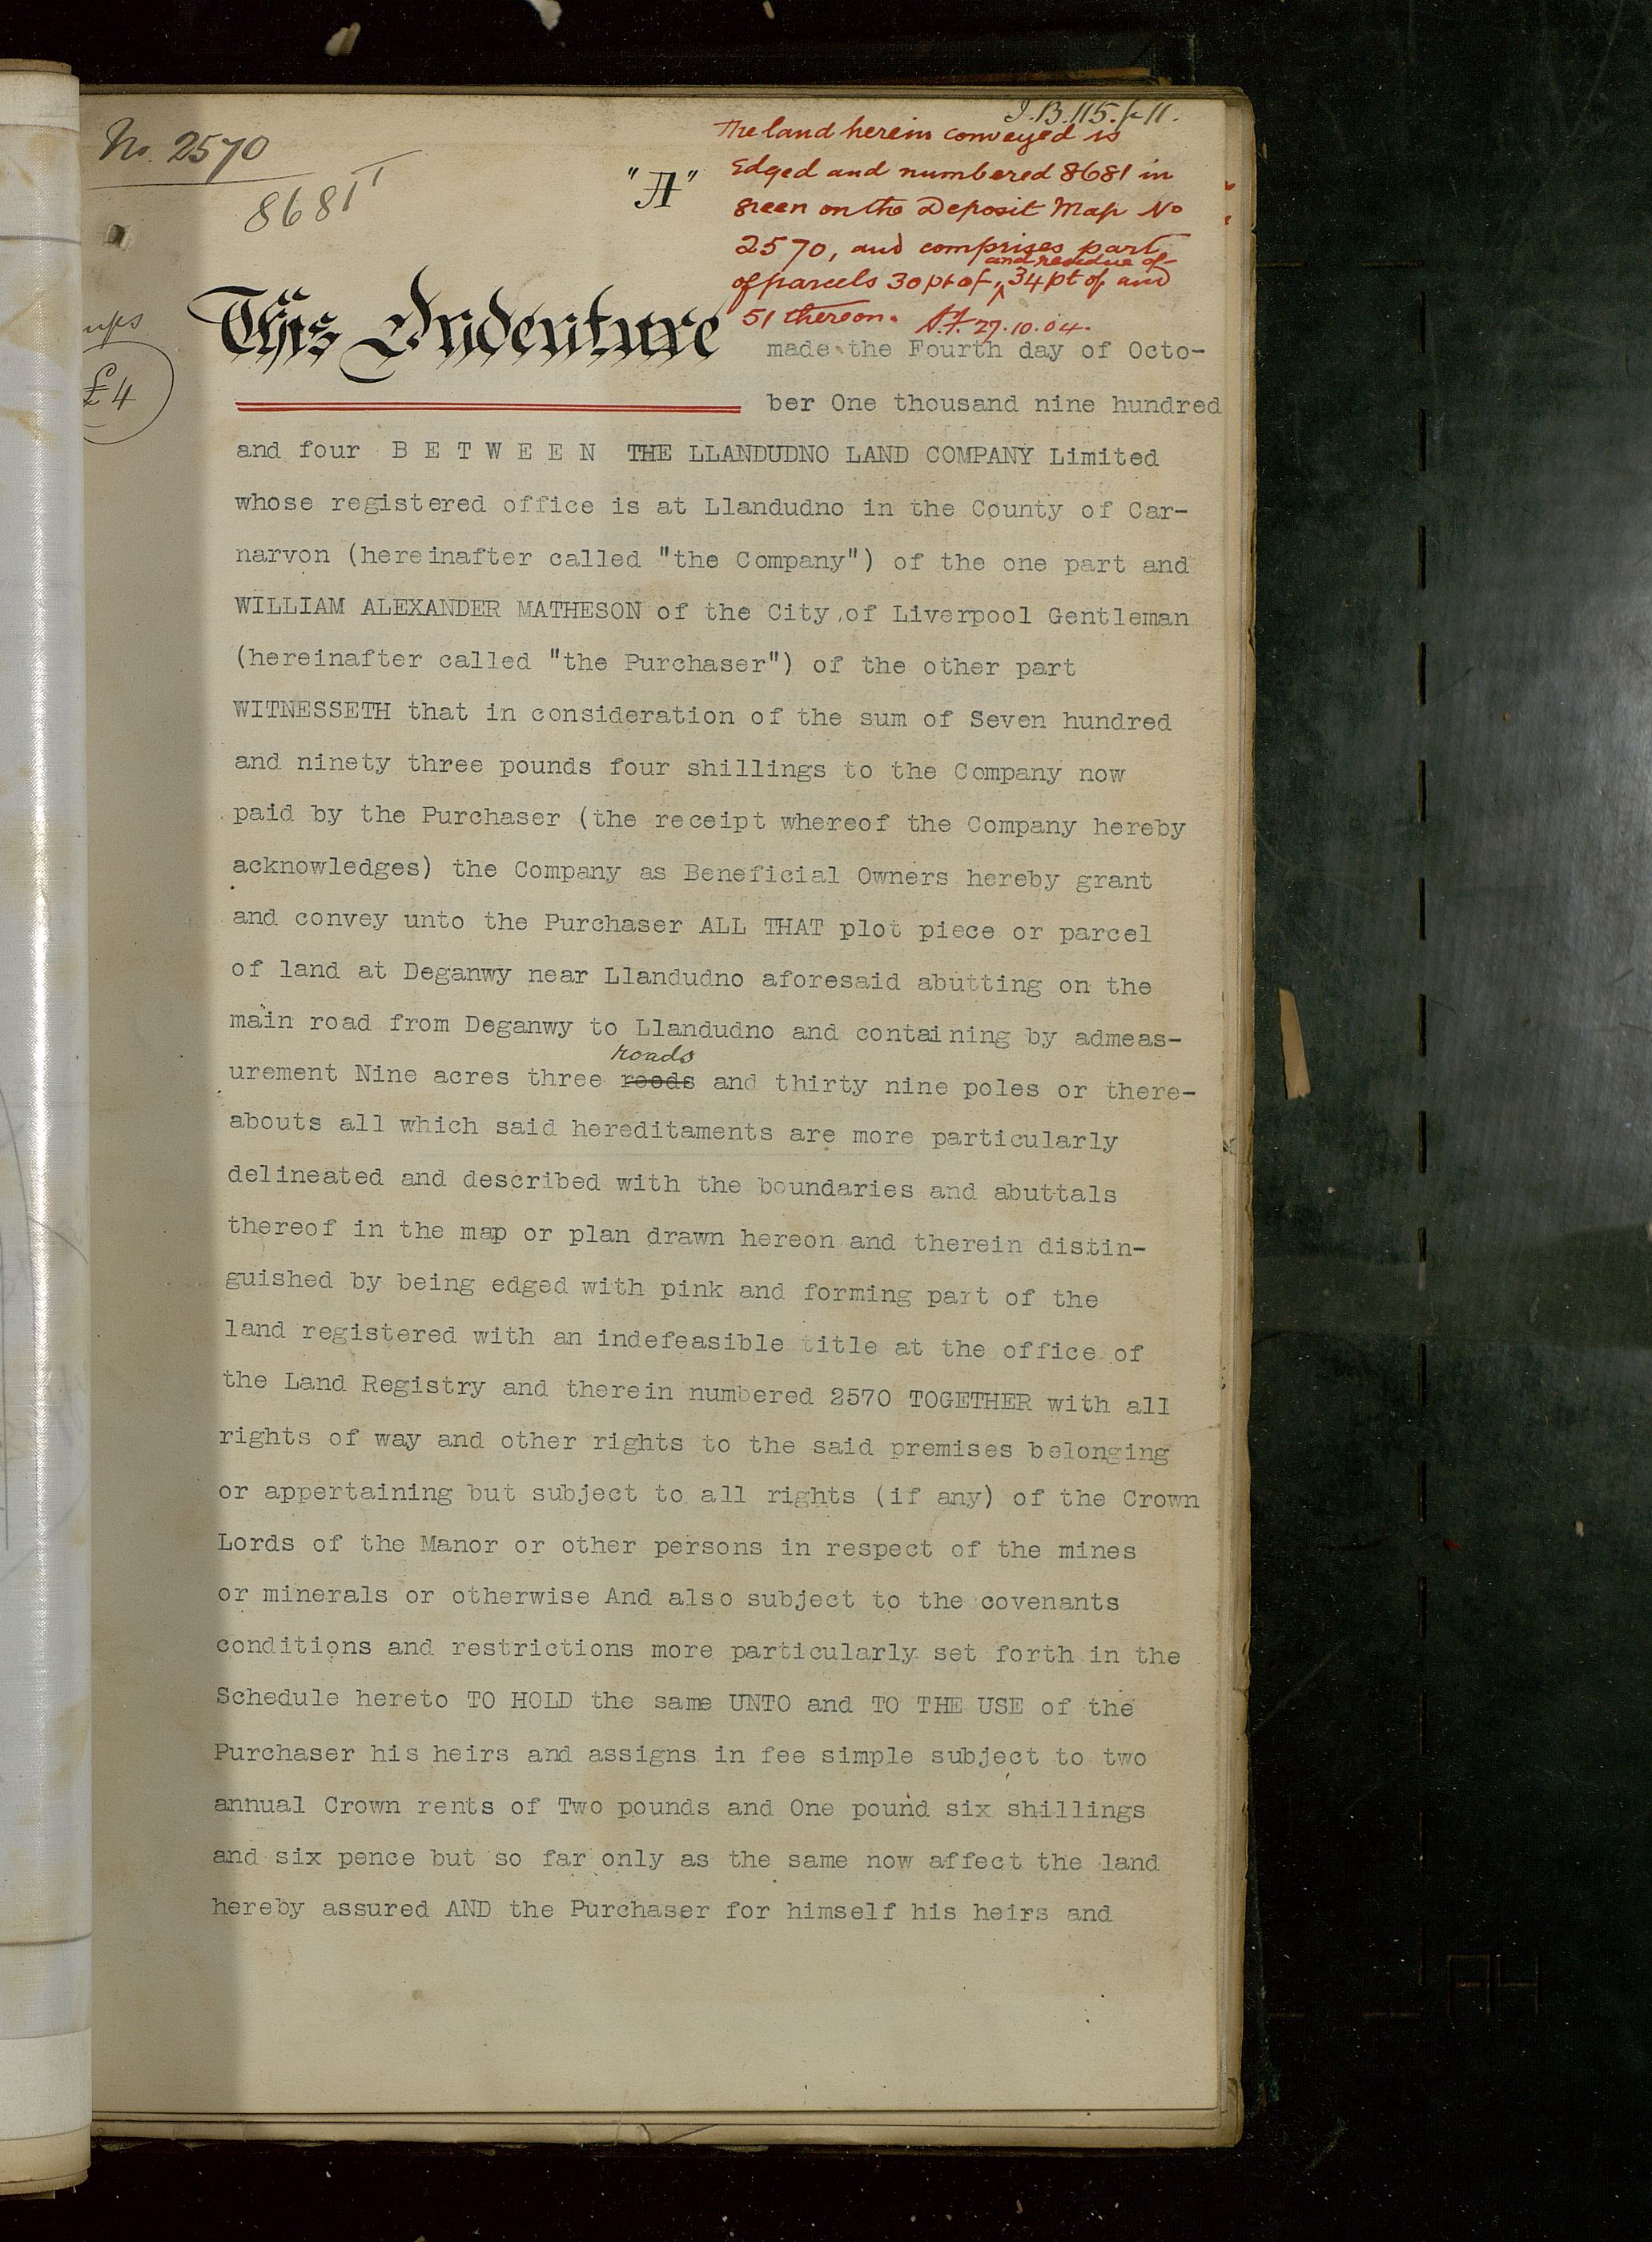 I.B.115.f.11.
No. 2570
8681
"A"
The land herein conveyed is
Edged and numbered 8681 in
green on the Deposit Map No
2570, and comprises part
and residue of
of parcels 30 pt of, 34 pt of and
51 thereon. 27.10.04.
£4
This Indenture made the Fourth day of Octo-
ber One thousand nine hundred
and four B E T W E E N THE LLANDUDNO LAND COMPANY Limited
whose registered office is at Llandudno in the County of Car-
narvon (hereinafter called "the Company") of the one part and
WILLIAM ALEXANDER MATHESON of the City of Liverpool Gentleman
(hereinafter called "the Purchaser") of the other part
WITNESSETH that in consideration of the sum of Seven hundred
and ninety three pounds four shillings to the Company now
paid by the Purchaser (the receipt whereof the Company hereby
acknowledges) the Company as Beneficial Owners hereby grant
and convey unto the Purchaser ALL THAT plot piece or parcel
of land at Deganwy near Llandudno aforesaid abutting on the
main road from Deganwy to Llandudno and containing by admeas-
roads
urement Nine acres three roods and thirty nine poles or there-
abouts all which said hereditaments are more particularly
delineated and described with the boundaries and abuttals
thereof in the map or plan drawn hereon and therein distin-
guished by being edged with pink and forming part of the
land registered with an indefeasible title at the office of
the Land Registry and therein numbered 2570 TOGETHER with all
rights of way and other rights to the said premises belonging
or appertaining but subject to all rights (if any) of the Crown
Lords of the Manor or other persons in respect of the mines
or minerals or otherwise And also subject to the covenants
conditions and restrictions more particularly set forth in the
Schedule hereto TO HOLD the same UNTO and TO THE USE of the
Purchaser his heirs and assigns in fee simple subject to two
annual Crown rents of Two pounds and One pound six shillings
and six pence but so far only as the same now affect the land
hereby assured AND the Purchaser for himself his heirs and